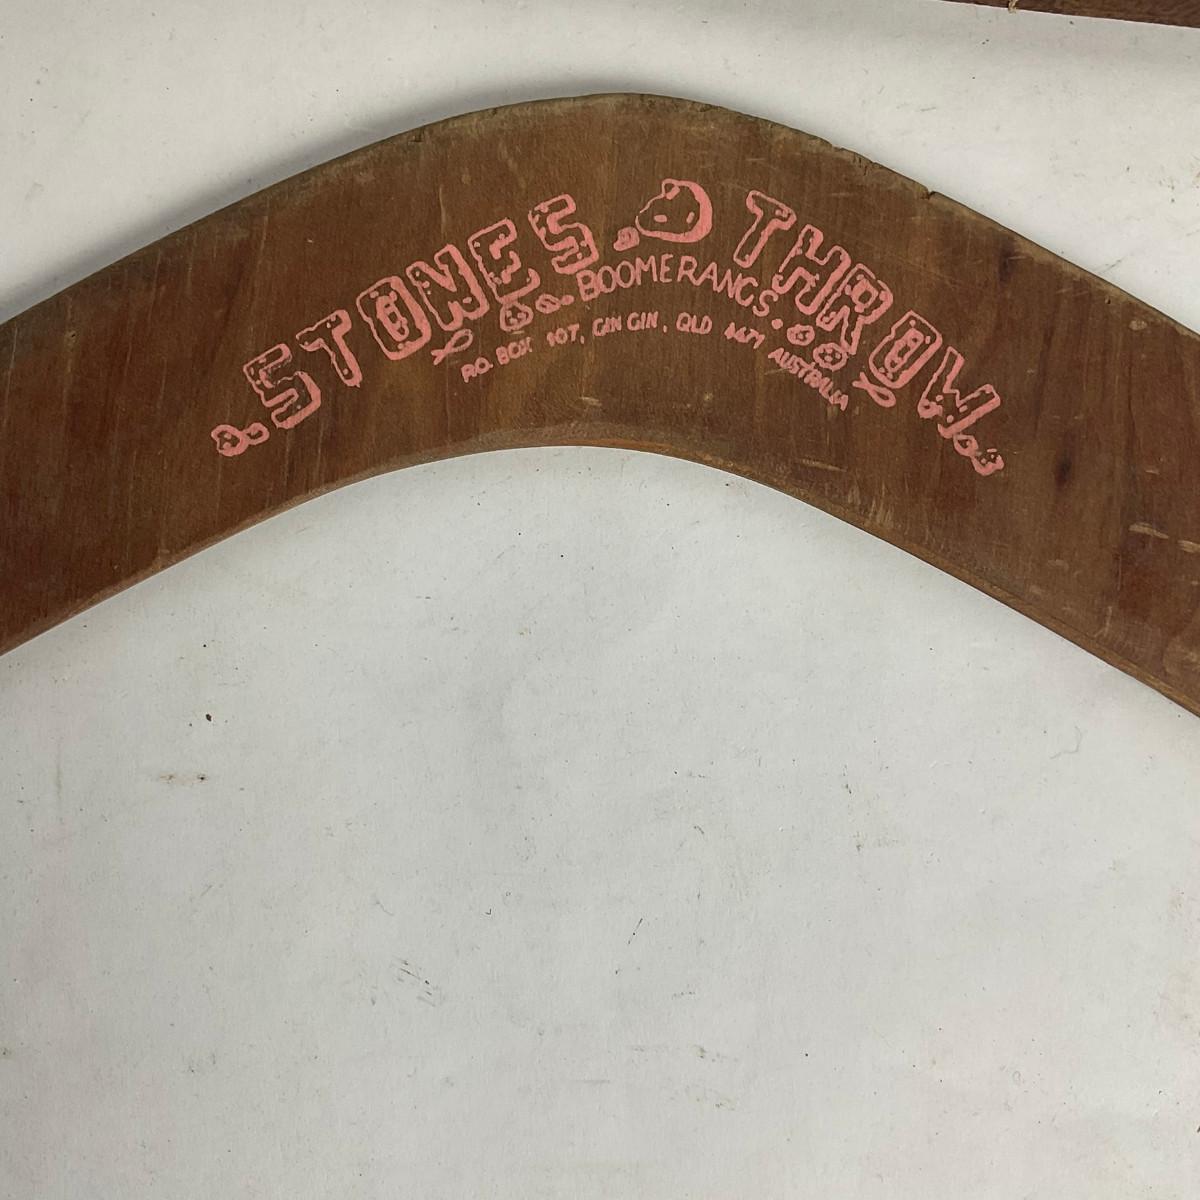 STONES THROW
BOOMERANGS
P.O. BOX 107, GIN GIN, QLD 4671 AUSTRALIA